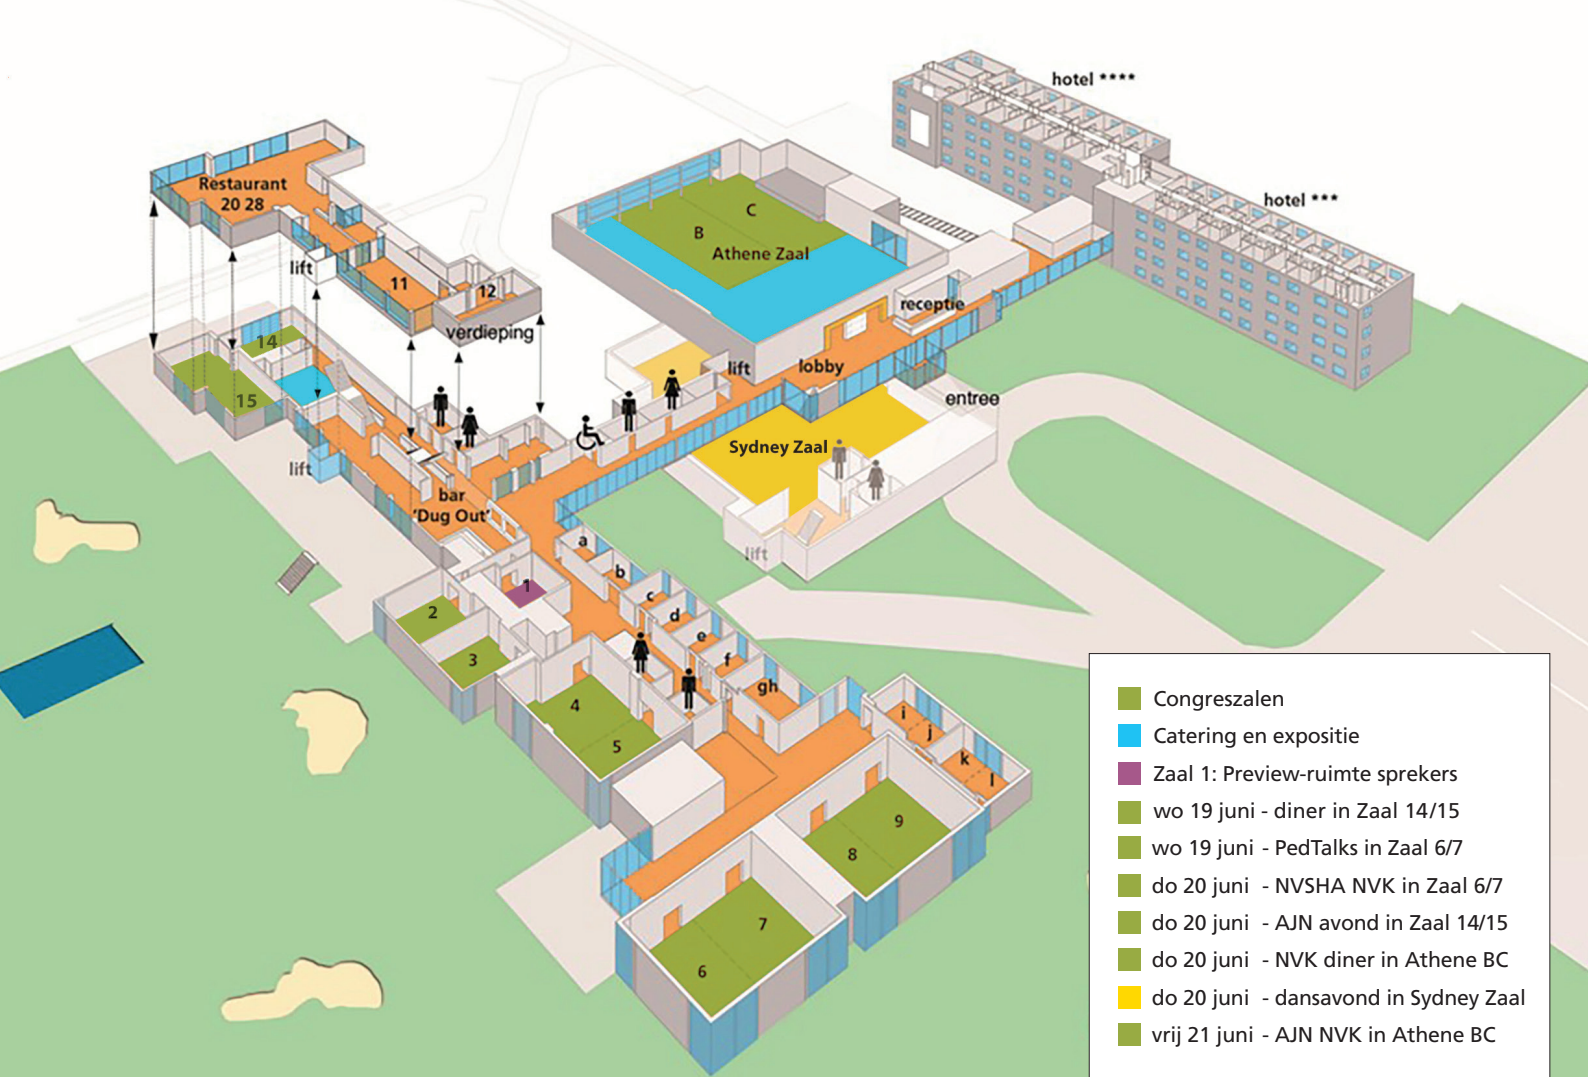 hotel ****
hotel ***
Restaurant
20 28
C
B
Athene Zaal
lift
11
12
receptie
verdieping
14
lift
lobby
15
entree
Sydney Zaal
lift
bar
'Dug Out'
lift
a
b
1
c
2
d
e
3
f
gh
4
i
5
j
k
l
9
8
7
6
Congreszalen
Catering en expositie
Zaal 1: Preview-ruimte sprekers
wo 19 juni - diner in Zaal 14/15
wo 19 juni - PedTalks in Zaal 6/7
do 20 juni - NVSHA NVK in Zaal 6/7
do 20 juni - AJN avond in Zaal 14/15
do 20 juni - NVK diner in Athene BC
do 20 juni - dansavond in Sydney Zaal
vrij 21 juni - AJN NVK in Athene BC